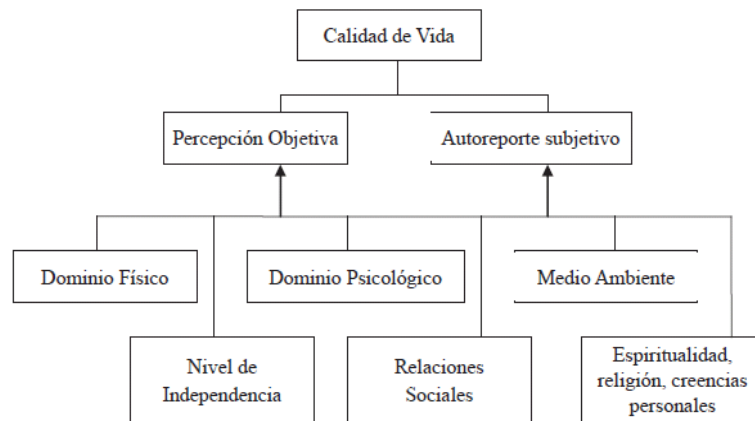 Calidad de Vida
Percepción Objetiva
Autoreporte subjetivo
Dominio Físico
Dominio Psicológico
Medio Ambiente
Nivel de
Independencia
Relaciones
Sociales
Espiritualidad,
religión, creencias
personales